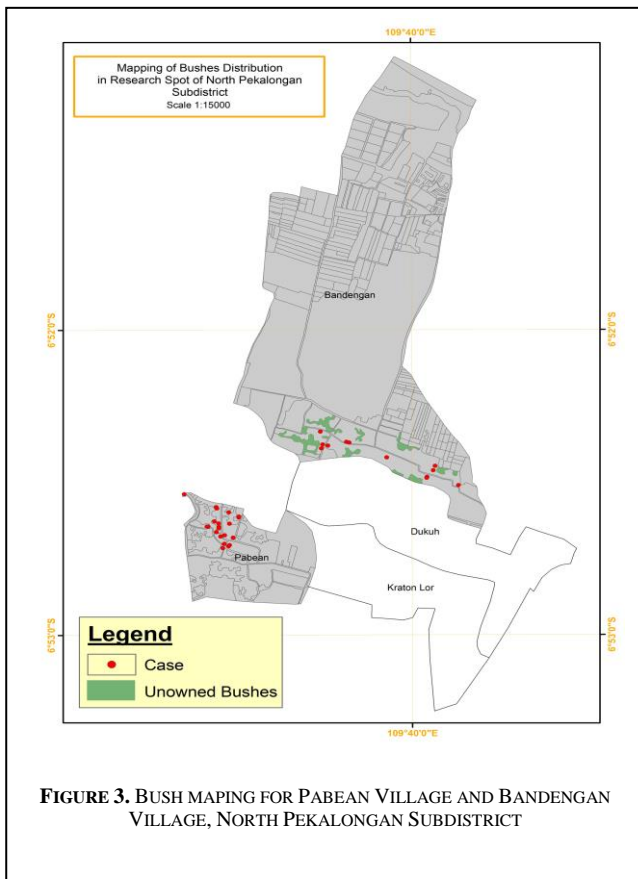 109°40'0"E
Mapping of Bushes Distribution
in Research Spot of North Pekalongan
Subdistrict
Scale 1:15000
Bandengan
6°52'0"S
6°52'0"S
Dukuh
Pabean
Kraton Lor
6°53'0"S
6°53'0"S
Legend
Case
Unowned Bushes
109°40'0"E
FIGURE 3. BUSH MAPING FOR PABEAN VILLAGE AND BANDENGAN
VILLAGE, NORTH PEKALONGAN SUBDISTRICT